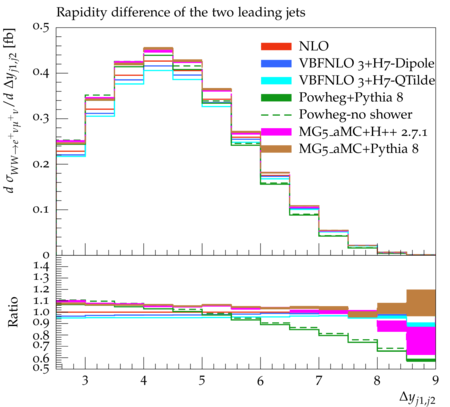 Rapidity difference of the two leading jets
d σ_{WW→e⁺νμ⁺ν} / d Δy_{j1,j2} [fb]
0.5
0.4
0.3
0.2
0.1
0
NLO
VBFNLO 3+H7-Dipole
VBFNLO 3+H7-QTilde
Powheg+Pythia 8
Powheg-no shower
MG5_aMC+H++ 2.7.1
MG5_aMC+Pythia 8
Ratio
1.4
1.3
1.2
1.1
1.0
0.9
0.8
0.7
0.6
0.5
3 4 5 6 7 8 9
Δy_{j1,j2}